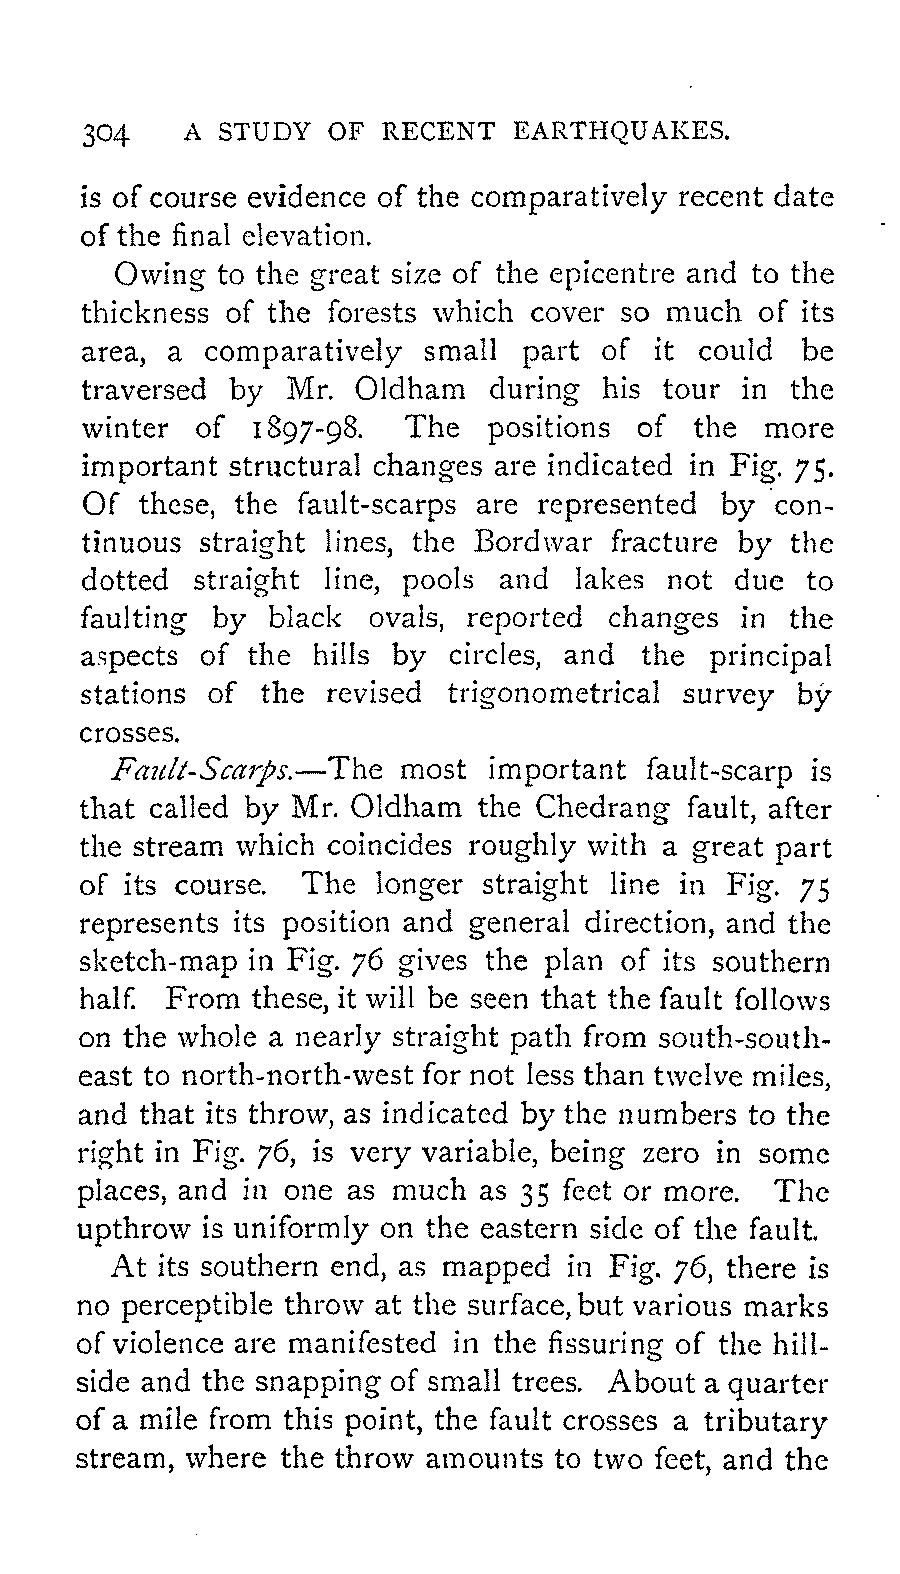 304 A STUDY OF RECENT EARTHQUAKES.
is of course evidence of the comparatively recent date
of the final elevation.
Owing to the great size of the epicentre and to the
thickness of the forests which cover so much of its
area, a comparatively small part of it could be
traversed by Mr. Oldham during his tour in the
winter of 1897-98. The positions of the more
important structural changes are indicated in Fig. 75.
Of these, the fault-scarps are represented by con-
tinuous straight lines, the Bordwar fracture by the
dotted straight line, pools and lakes not due to
faulting by black ovals, reported changes in the
aspects of the hills by circles, and the principal
stations of the revised trigonometrical survey by
crosses.
Fault-Scarps.—The most important fault-scarp is
that called by Mr. Oldham the Chedrang fault, after
the stream which coincides roughly with a great part
of its course. The longer straight line in Fig. 75
represents its position and general direction, and the
sketch-map in Fig. 76 gives the plan of its southern
half. From these, it will be seen that the fault follows
on the whole a nearly straight path from south-south-
east to north-north-west for not less than twelve miles,
and that its throw, as indicated by the numbers to the
right in Fig. 76, is very variable, being zero in some
places, and in one as much as 35 feet or more. The
upthrow is uniformly on the eastern side of the fault.
At its southern end, as mapped in Fig. 76, there is
no perceptible throw at the surface, but various marks
of violence are manifested in the fissuring of the hill-
side and the snapping of small trees. About a quarter
of a mile from this point, the fault crosses a tributary
stream, where the throw amounts to two feet, and the